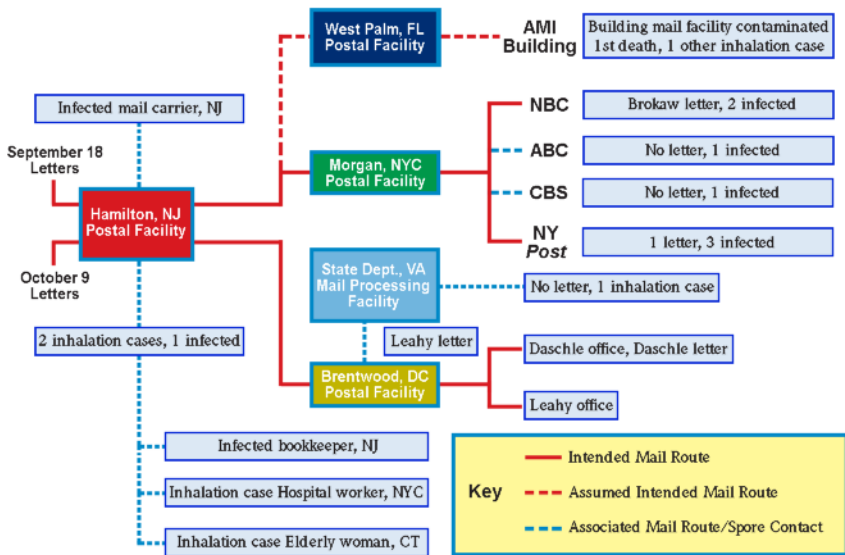 West Palm, FL
Postal Facility
AMI
Building
Building mail facility contaminated
1st death, 1 other inhalation case
Infected mail carrier, NJ
NBC
Brokaw letter, 2 infected
September 18
Letters
Morgan, NYC
Postal Facility
ABC
No letter, 1 infected
CBS
No letter, 1 infected
Hamilton, NJ
Postal Facility
NY
Post
1 letter, 3 infected
October 9
Letters
State Dept., VA
Mail Processing
Facility
No letter, 1 inhalation case
2 inhalation cases, 1 infected
Leahy letter
Daschle office, Daschle letter
Brentwood, DC
Postal Facility
Leahy office
Infected bookkeeper, NJ
Inhalation case Hospital worker, NYC
Inhalation case Elderly woman, CT
Key
Intended Mail Route
Assumed Intended Mail Route
Associated Mail Route/Spore Contact